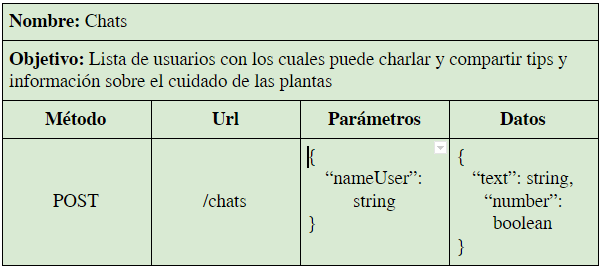 Nombre: Chats
Objetivo: Lista de usuarios con los cuales puede charlar y compartir tips y
información sobre el cuidado de las plantas
Método Url Parámetros Datos
POST
/chats
{
“nameUser”:
string
}
{
“text”: string,
“number”:
boolean
}